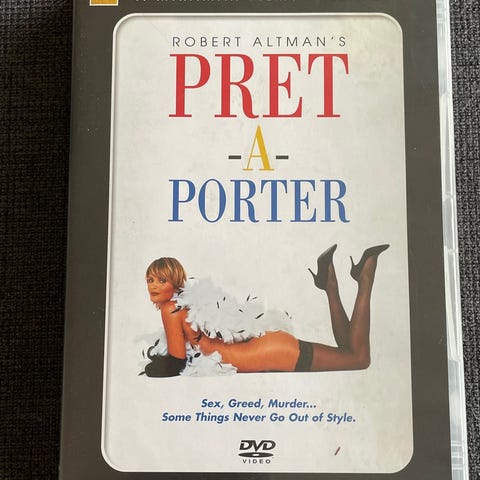 ROBERT ALTMAN'S
PRET
-A-
PORTER
Sex, Greed, Murder...
Some Things Never Go Out of Style.
DVD
VIDEO